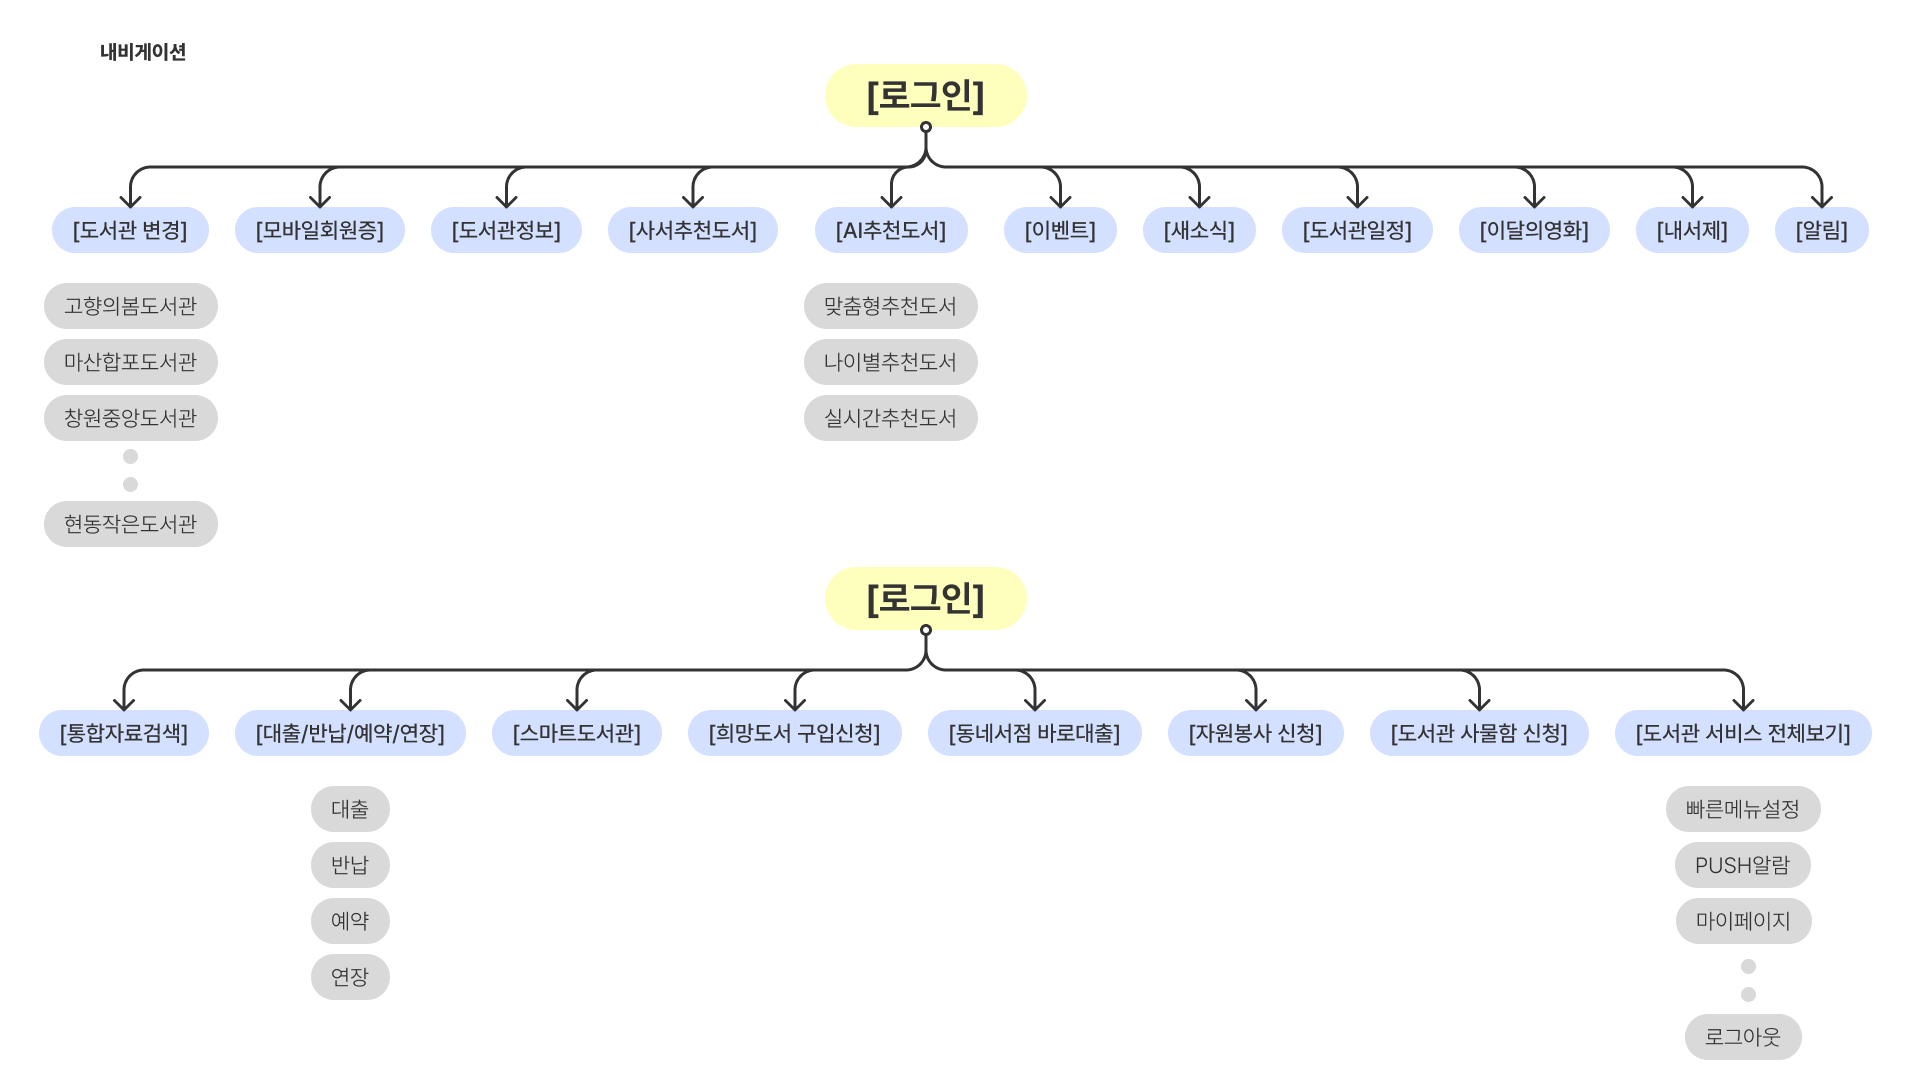 내비게이션
[로그인]
[도서관 변경]
[모바일회원증]
[도서관정보]
[사서추천도서]
[AI추천도서]
[이벤트]
[새소식]
[도서관일정]
[이달의영화]
[내서제]
[알림]
고향의봄도서관
마산합포도서관
창원중앙도서관
현동작은도서관
맞춤형추천도서
나이별추천도서
실시간추천도서
[로그인]
[통합자료검색]
[대출/반납/예약/연장]
[스마트도서관]
[희망도서 구입신청]
[동네서점 바로대출]
[자원봉사 신청]
[도서관 사물함 신청]
[도서관 서비스 전체보기]
대출
반납
예약
연장
빠른메뉴설정
PUSH알람
마이페이지
로그아웃